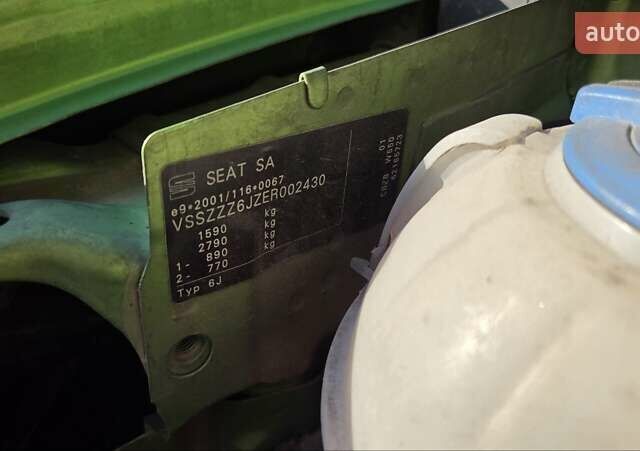 auto
SEAT SA
e9*2001/116*0067
VSSZZZ6JZER002430
1590 kg
2790 kg
1- 890 kg
2- 770 kg
Typ 6J
01